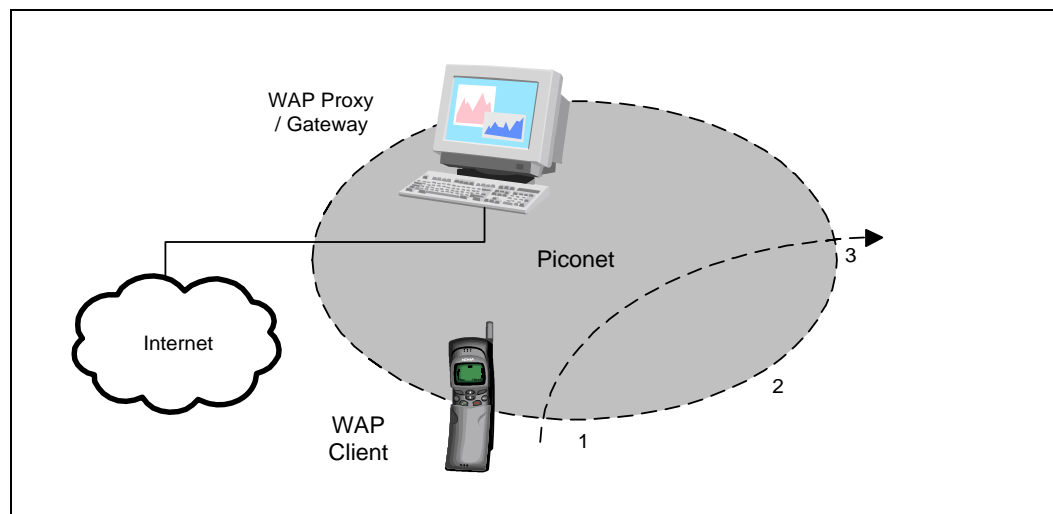 WAP Proxy
/ Gateway
Piconet
3
Internet
2
WAP
Client
1